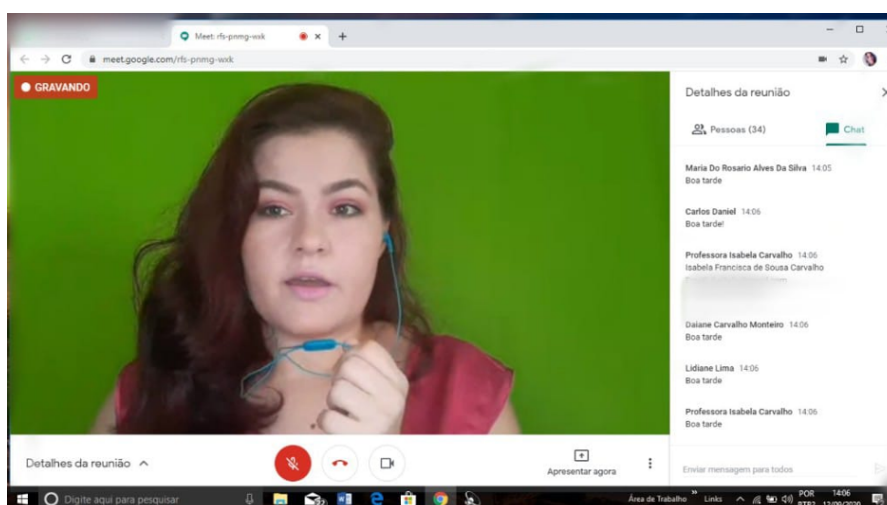 Meet: rfs-pnmg-wxk
meet.google.com/rfs-pnmg-wxk
GRAVANDO
Detalhes da reunião
Pessoas (34)
Chat
Maria Do Rosario Alves Da Silva 14:05
Boa tarde
Carlos Daniel 14:06
Boa tarde!
Professora Isabela Carvalho 14:06
Isabela Francisca de Sousa Carvalho
Daiane Carvalho Monteiro 14:06
Boa tarde
Lidiane Lima 14:06
Boa tarde
Professora Isabela Carvalho 14:06
Boa tarde
Enviar mensagem para todos
Detalhes da reunião
Apresentar agora
Digite aqui para pesquisar
Área de Trabalho
Links
POR
14:06
PTB2
12/09/2020